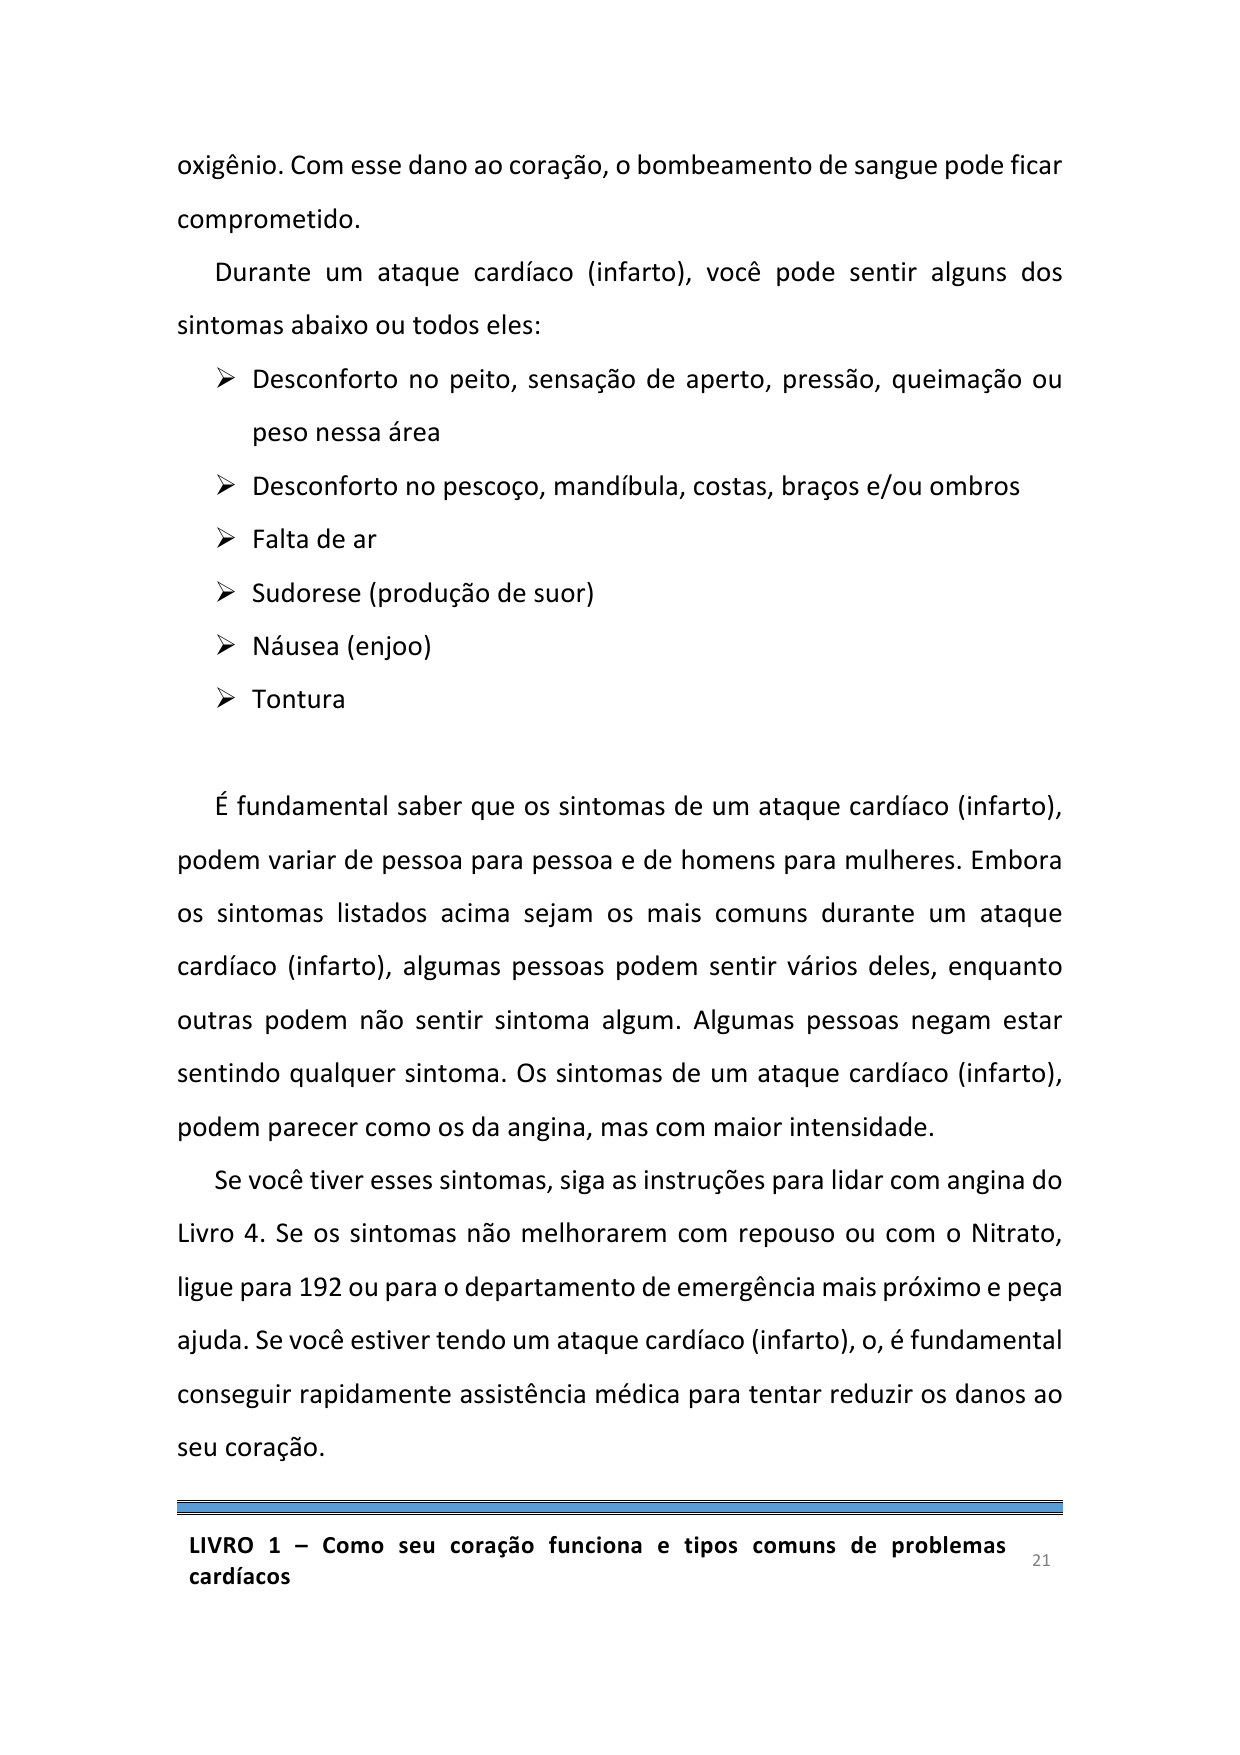 oxigênio. Com esse dano ao coração, o bombeamento de sangue pode ficar
comprometido.
Durante um ataque cardíaco (infarto), você pode sentir alguns dos
sintomas abaixo ou todos eles:
➢ Desconforto no peito, sensação de aperto, pressão, queimação ou
peso nessa área
➢ Desconforto no pescoço, mandíbula, costas, braços e/ou ombros
➢ Falta de ar
➢ Sudorese (produção de suor)
➢ Náusea (enjoo)
➢ Tontura
É fundamental saber que os sintomas de um ataque cardíaco (infarto),
podem variar de pessoa para pessoa e de homens para mulheres. Embora
os sintomas listados acima sejam os mais comuns durante um ataque
cardíaco (infarto), algumas pessoas podem sentir vários deles, enquanto
outras podem não sentir sintoma algum. Algumas pessoas negam estar
sentindo qualquer sintoma. Os sintomas de um ataque cardíaco (infarto),
podem parecer como os da angina, mas com maior intensidade.
Se você tiver esses sintomas, siga as instruções para lidar com angina do
Livro 4. Se os sintomas não melhorarem com repouso ou com o Nitrato,
ligue para 192 ou para o departamento de emergência mais próximo e peça
ajuda. Se você estiver tendo um ataque cardíaco (infarto), o, é fundamental
conseguir rapidamente assistência médica para tentar reduzir os danos ao
seu coração.
LIVRO 1 – Como seu coração funciona e tipos comuns de problemas
cardíacos
21